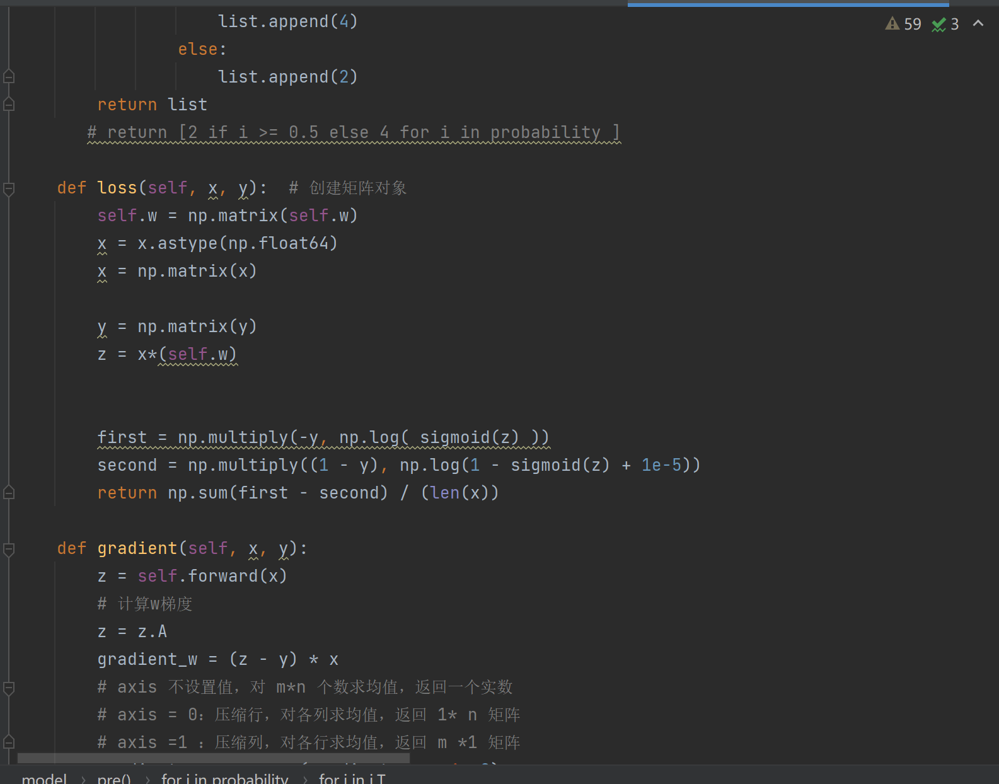 list.append(4)
59 3
else:
list.append(2)
return list
# return [2 if i >= 0.5 else 4 for i in probability ]
def loss(self, x, y):  # 创建矩阵对象
self.w = np.matrix(self.w)
x = x.astype(np.float64)
x = np.matrix(x)
y = np.matrix(y)
z = x*(self.w)
first = np.multiply(-y, np.log( sigmoid(z) ))
second = np.multiply((1 - y), np.log(1 - sigmoid(z) + 1e-5))
return np.sum(first - second) / (len(x))
def gradient(self, x, y):
z = self.forward(x)
# 计算w梯度
z = z.A
gradient_w = (z - y) * x
# axis 不设置值，对 m*n 个数求均值，返回一个实数
# axis = 0：压缩行，对各列求均值，返回 1* n 矩阵
# axis =1 ：压缩列，对各行求均值，返回 m *1 矩阵
model › pre() › for i in probability › for j in i.T